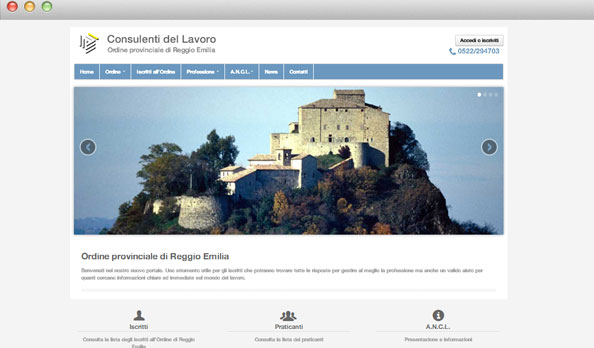 Consulenti del Lavoro
Ordine provinciale di Reggio Emilia
Accedi o iscriviti
0522/294703
Home Ordine Iscritti all'Ordine Professione A.N.C.L. News Contatti
Ordine provinciale di Reggio Emilia
Benvenuti nel nostro nuovo portale. Uno strumento utile per gli iscritti che potranno trovare tutte le risposte per gestire al meglio la professione ma anche un valido aiuto per
quanti cercano informazioni chiare ed immediate sul mondo del lavoro.
Iscritti
Consulta la lista degli iscritti all'Ordine di Reggio
Emilia
Praticanti
Consulta la lista dei praticanti
A.N.C.L.
Presentazione e informazioni